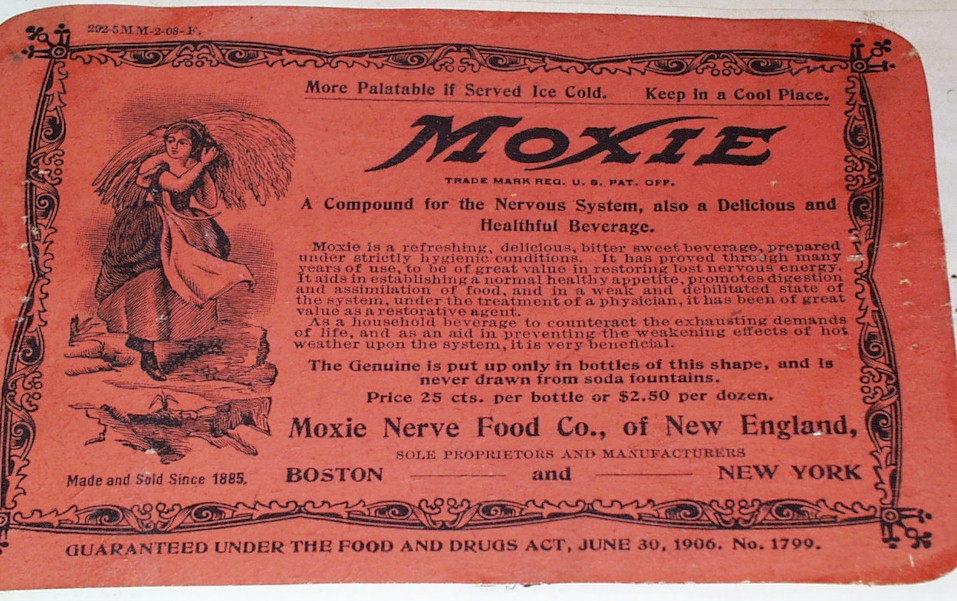 292-5MM-2-08-F.
More Palatable if Served Ice Cold. Keep in a Cool Place.
MOXIE
TRADE MARK REG. U. S. PAT. OFF.
A Compound for the Nervous System, also a Delicious and
Healthful Beverage.
Moxie is a refreshing, delicious, bitter sweet beverage, prepared
under strictly hygienic conditions. It has proved through many
years of use, to be of great value in restoring lost nervous energy.
It aids in establishing a normal healthy appetite, promotes digestion
and assimilation of food, and in a weak and debilitated state of
the system, under the treatment of a physician, it has been of great
value as a restorative agent.
As a household beverage to counteract the exhausting demands
of life, and as an aid in preventing the weakening effects of hot
weather upon the system, it is very beneficial.
The Genuine is put up only in bottles of this shape, and is
never drawn from soda fountains.
Price 25 cts. per bottle or $2.50 per dozen.
Moxie Nerve Food Co., of New England,
SOLE PROPRIETORS AND MANUFACTURERS
Made and Sold Since 1885.
BOSTON and NEW YORK
GUARANTEED UNDER THE FOOD AND DRUGS ACT, JUNE 30, 1906. No. 1799.